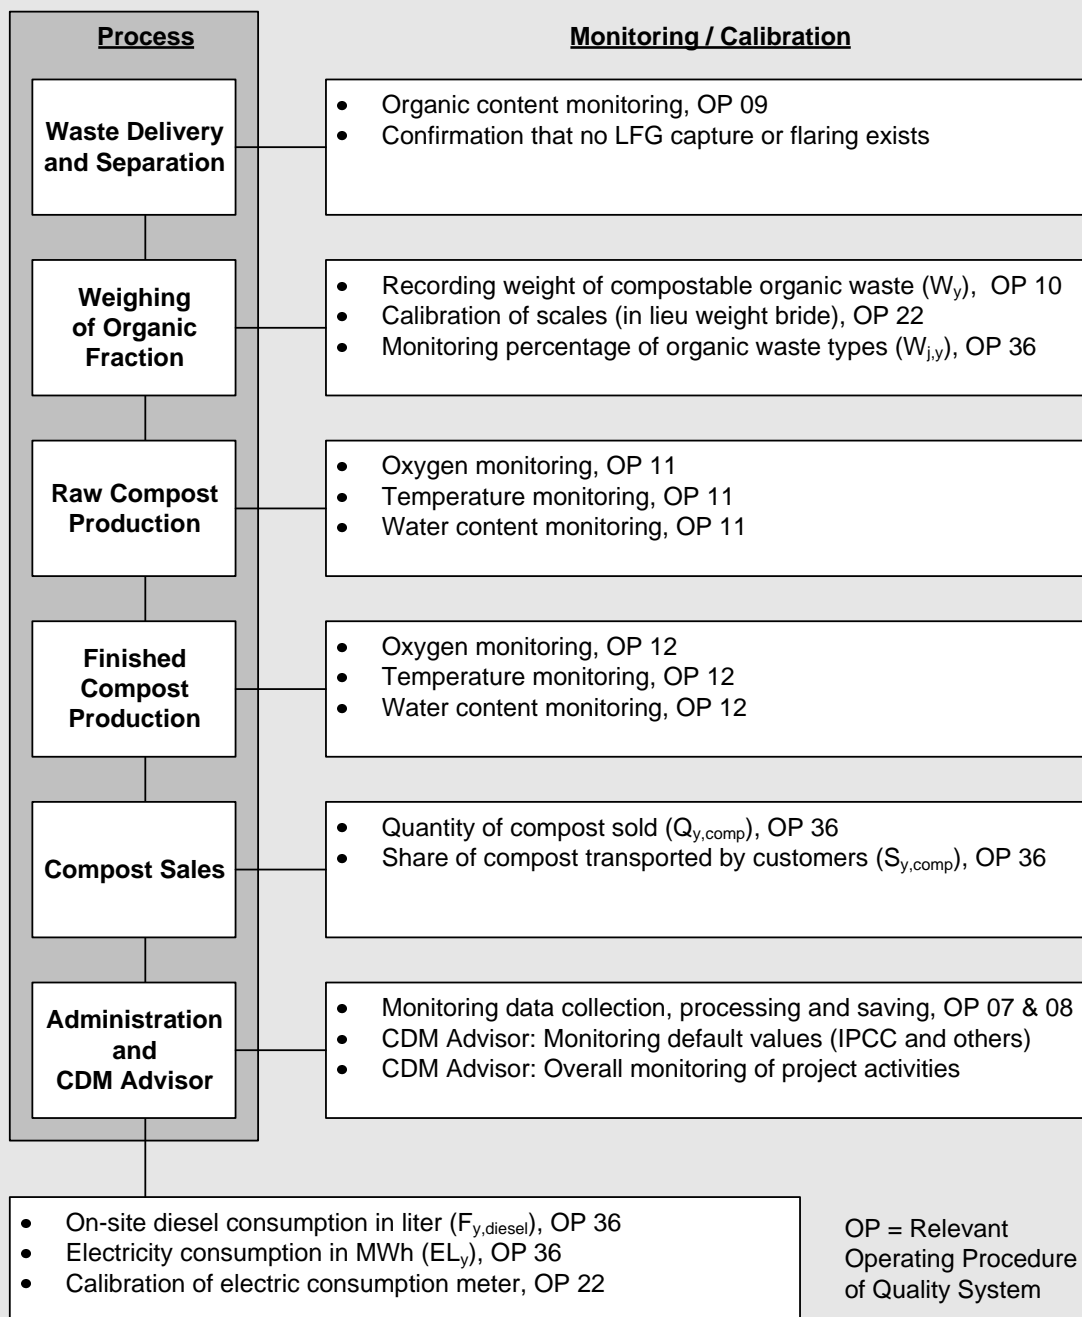 Process
Monitoring / Calibration
Waste Delivery
and Separation
• Organic content monitoring, OP 09
• Confirmation that no LFG capture or flaring exists
Weighing
of Organic
Fraction
• Recording weight of compostable organic waste (Wy), OP 10
• Calibration of scales (in lieu weight bride), OP 22
• Monitoring percentage of organic waste types (Wj,y), OP 36
Raw Compost
Production
• Oxygen monitoring, OP 11
• Temperature monitoring, OP 11
• Water content monitoring, OP 11
Finished
Compost
Production
• Oxygen monitoring, OP 12
• Temperature monitoring, OP 12
• Water content monitoring, OP 12
Compost Sales
• Quantity of compost sold (Qy,comp), OP 36
• Share of compost transported by customers (Sy,comp), OP 36
Administration
and
CDM Advisor
• Monitoring data collection, processing and saving, OP 07 & 08
• CDM Advisor: Monitoring default values (IPCC and others)
• CDM Advisor: Overall monitoring of project activities
• On-site diesel consumption in liter (Fy,diesel), OP 36
• Electricity consumption in MWh (ELy), OP 36
• Calibration of electric consumption meter, OP 22
OP = Relevant
Operating Procedure
of Quality System